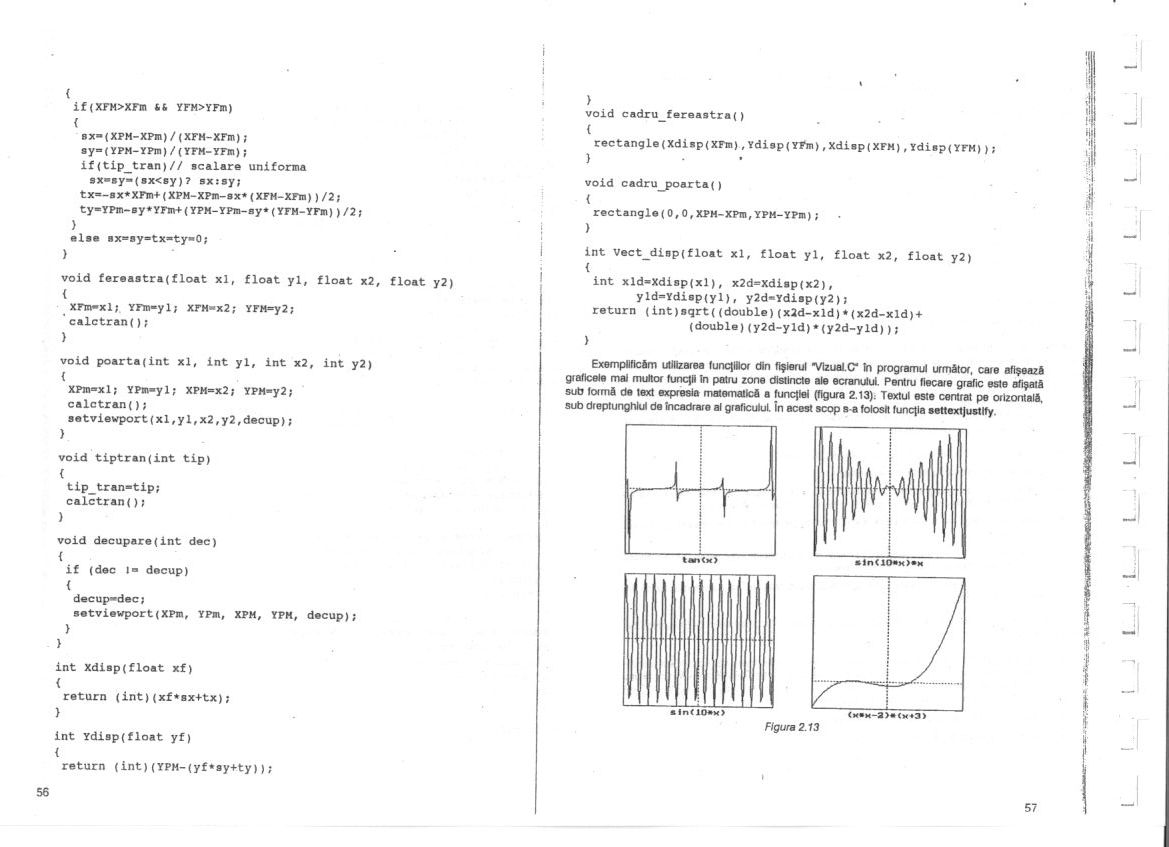 {
if(XFM>XFm && YFM>YFm)
{
sx=(XPM-XPm)/(XFM-XFm);
sy=(YPM-YPm)/(YFM-YFm);
if(tip_tran)// scalare uniforma
sx=sy=(sx<sy)? sx:sy;
tx=-sx*XFm+(XPM-XPm-sx*(XFM-XFm))/2;
ty=YPm-sy*YFm+(YPM-YPm-sy*(YFM-YFm))/2;
}
else sx=sy=tx=ty=0;
}
void fereastra(float x1, float y1, float x2, float y2)
{
XFm=x1; YFm=y1; XFM=x2; YFM=y2;
calctran();
}
void poarta(int x1, int y1, int x2, int y2)
{
XPm=x1; YPm=y1; XPM=x2; YPM=y2;
calctran();
setviewport(x1,y1,x2,y2,decup);
}
void tiptran(int tip)
{
tip_tran=tip;
calctran();
}
void decupare(int dec)
{
if (dec != decup)
{
decup=dec;
setviewport(XPm, YPm, XPM, YPM, decup);
}
}
int Xdisp(float xf)
{
return (int)(xf*sx+tx);
}
int Ydisp(float yf)
{
return (int)(YPM-(yf*sy+ty));
56
}
void cadru_fereastra()
{
rectangle(Xdisp(XFm),Ydisp(YFm),Xdisp(XFM),Ydisp(YFM));
}
void cadru_poarta()
{
rectangle(0,0,XPM-XPm,YPM-YPm);
}
int Vect_disp(float x1, float y1, float x2, float y2)
{
int x1d=Xdisp(x1), x2d=Xdisp(x2),
y1d=Ydisp(y1), y2d=Ydisp(y2);
return (int)sqrt((double)(x2d-x1d)*(x2d-x1d)+
(double)(y2d-y1d)*(y2d-y1d));
}
Exemplificăm utilizarea funcţiilor din fişierul "Vizual.C" în programul următor, care afişează
graficele mai multor funcţii în patru zone distincte ale ecranului. Pentru fiecare grafic este afişată
sub formă de text expresia matematică a funcţiei (figura 2.13). Textul este centrat pe orizontală,
sub dreptunghiul de încadrare al graficului. În acest scop s-a folosit funcţia settextjustify.
tan(x)
sin(10*x)*x
sin(10*x)
(x*x-2)*(x+3)
Figura 2.13
57